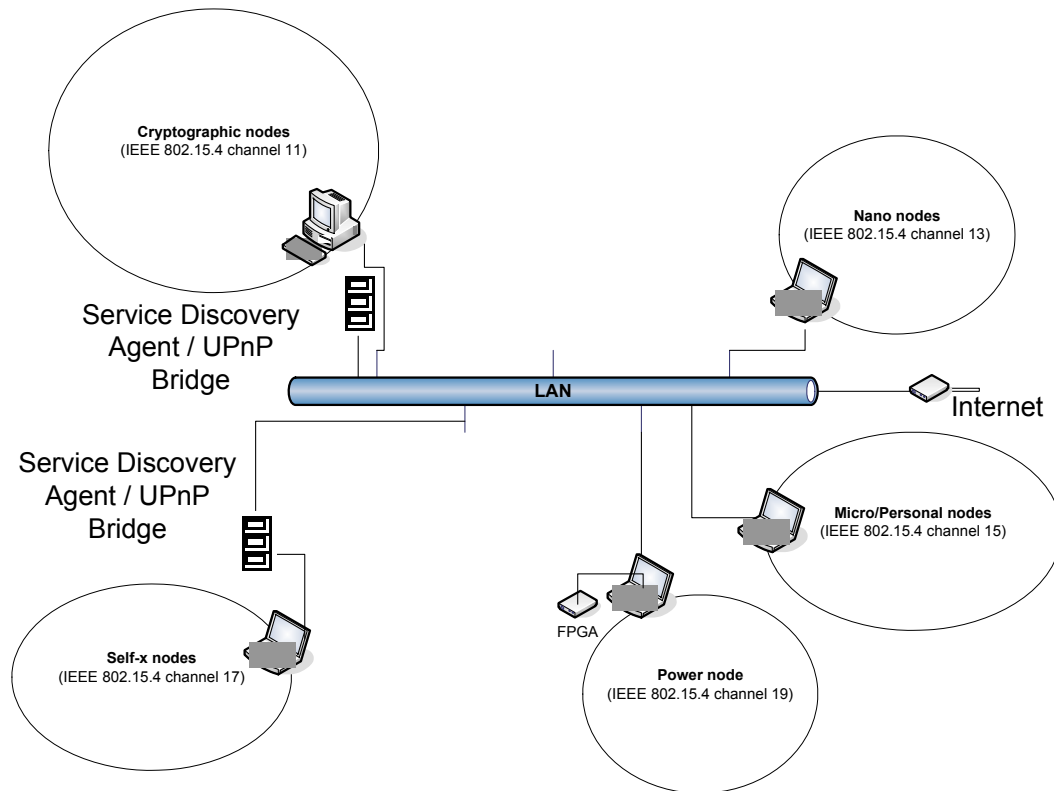 Cryptographic nodes
(IEEE 802.15.4 channel 11)
Nano nodes
(IEEE 802.15.4 channel 13)
Service Discovery
Agent / UPnP
Bridge
LAN
Internet
Service Discovery
Agent / UPnP
Bridge
Micro/Personal nodes
(IEEE 802.15.4 channel 15)
FPGA
Self-x nodes
(IEEE 802.15.4 channel 17)
Power node
(IEEE 802.15.4 channel 19)